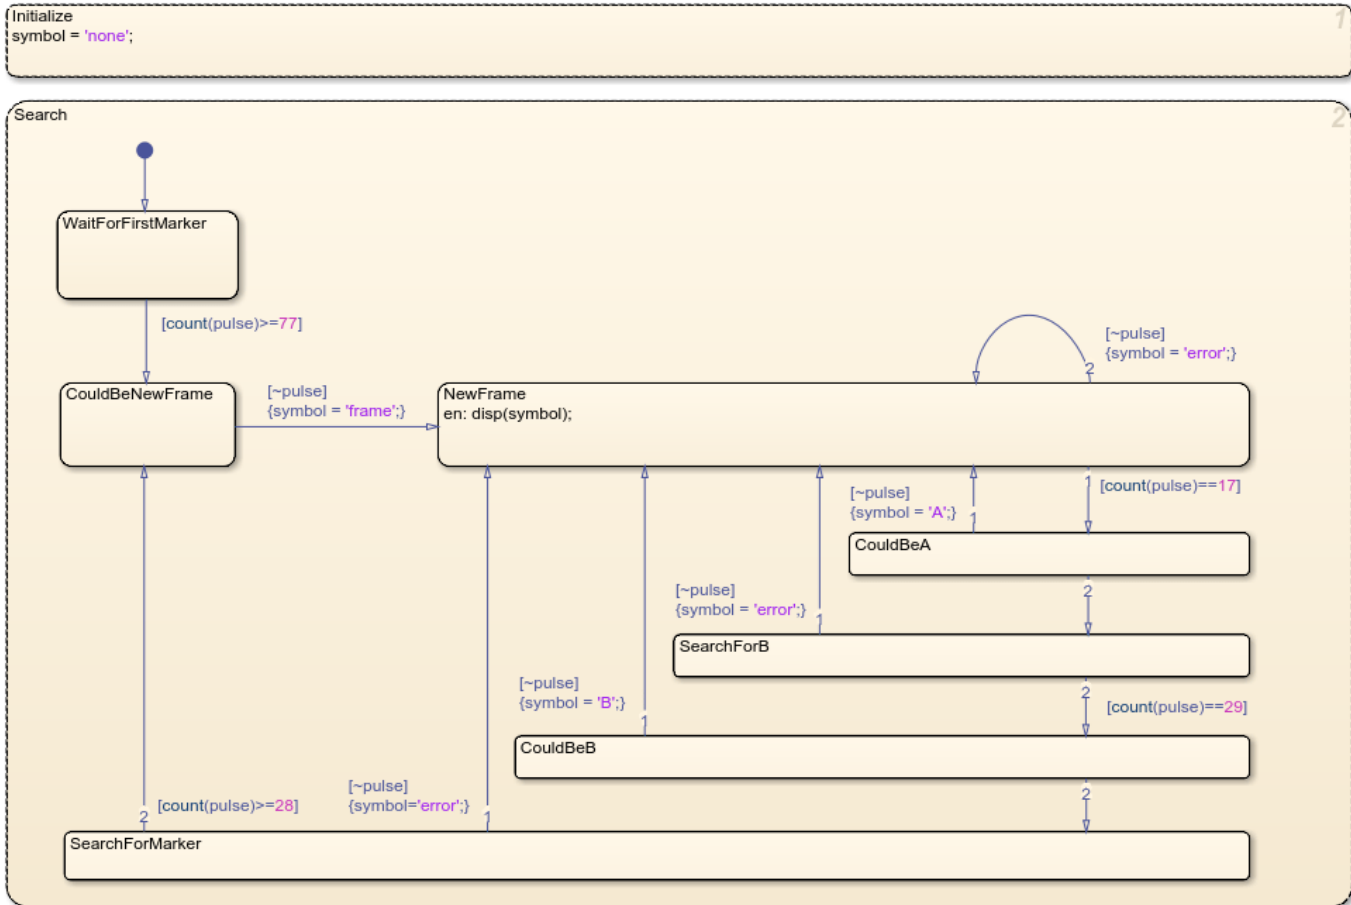 Initialize
1
symbol = 'none';
Search
2
WaitForFirstMarker
[count(pulse)>=77]
[~pulse]
{symbol = 'error';}
2
CouldBeNewFrame
[~pulse]
{symbol = 'frame';}
NewFrame
en: disp(symbol);
1
[count(pulse)==17]
[~pulse]
{symbol = 'A';}
1
CouldBeA
2
[~pulse]
{symbol = 'error';}
1
SearchForB
2
[count(pulse)==29]
[~pulse]
{symbol = 'B';}
1
CouldBeB
2
[~pulse]
{symbol='error';}
1
[count(pulse)>=28]
2
SearchForMarker